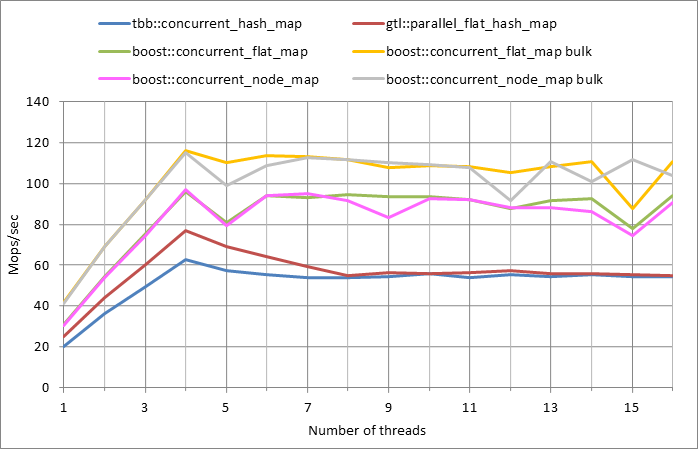 tbb::concurrent_hash_map gtl::parallel_flat_hash_map
boost::concurrent_flat_map boost::concurrent_flat_map bulk
boost::concurrent_node_map boost::concurrent_node_map bulk
140
120
100
80
60
40
20
0
Mops/sec
1 3 5 7 9 11 13 15
Number of threads